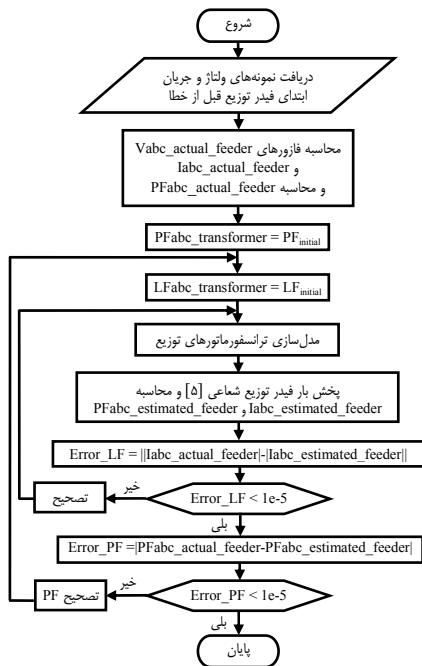 شروع
دریافت نمونه‌های ولتاژ و جریان
ابتدای فیدر توزیع قبل از خطا
محاسبه فازورهای Vabc_actual_feeder
و Iabc_actual_feeder
و محاسبه PFabc_actual_feeder
PFabc_transformer = PFinitial
LFabc_transformer = LFinitial
مدل‌سازی ترانسفورماتورهای توزیع
پخش بار فیدر توزیع شعاعی [۵] و محاسبه
Iabc_estimated_feeder و PFabc_estimated_feeder
Error_LF = ||Iabc_actual_feeder|-|Iabc_estimated_feeder||
Error_LF < 1e-5
خیر
تصحیح
بلی
Error_PF =|PFabc_actual_feeder-PFabc_estimated_feeder|
Error_PF < 1e-5
خیر
تصحیح PF
بلی
پایان